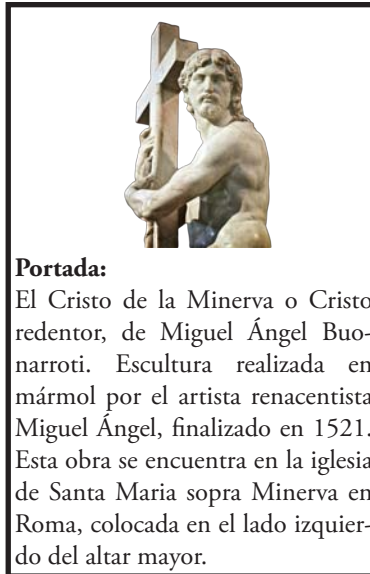 Portada:
El Cristo de la Minerva o Cristo
redentor, de Miguel Ángel Buo-
narroti. Escultura realizada en
mármol por el artista renacentista
Miguel Ángel, finalizado en 1521.
Esta obra se encuentra en la iglesia
de Santa Maria sopra Minerva en
Roma, colocada en el lado izquier-
do del altar mayor.